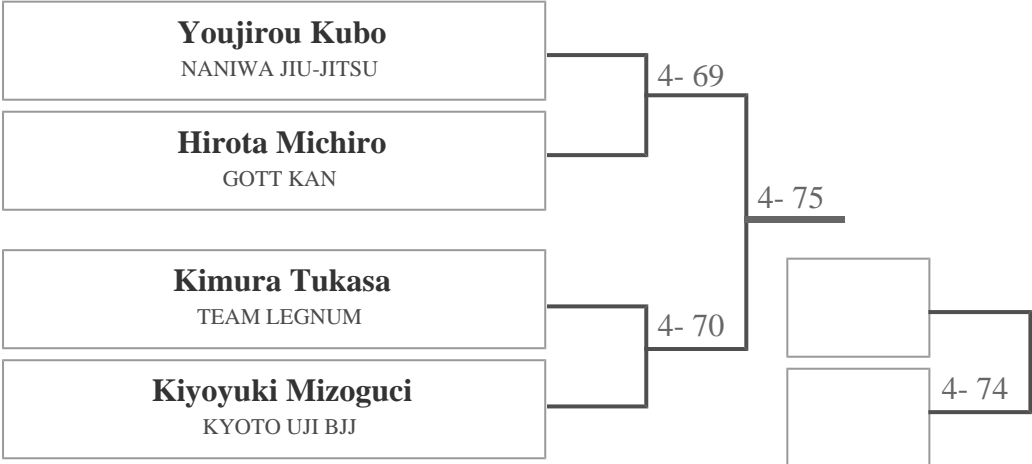 Youjirou Kubo
NANIWA JIU-JITSU
4- 69
Hirota Michiro
GOTT KAN
4- 75
Kimura Tukasa
TEAM LEGNUM
4- 70
Kiyoyuki Mizoguci
KYOTO UJI BJJ
4- 74